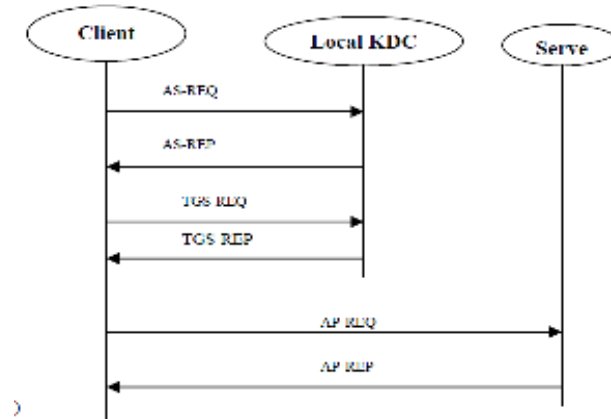 Client
Local KDC
Serve
AS-REQ
AS-REP
TGS REQ
TGS REP
AP REQ
AP REP
)